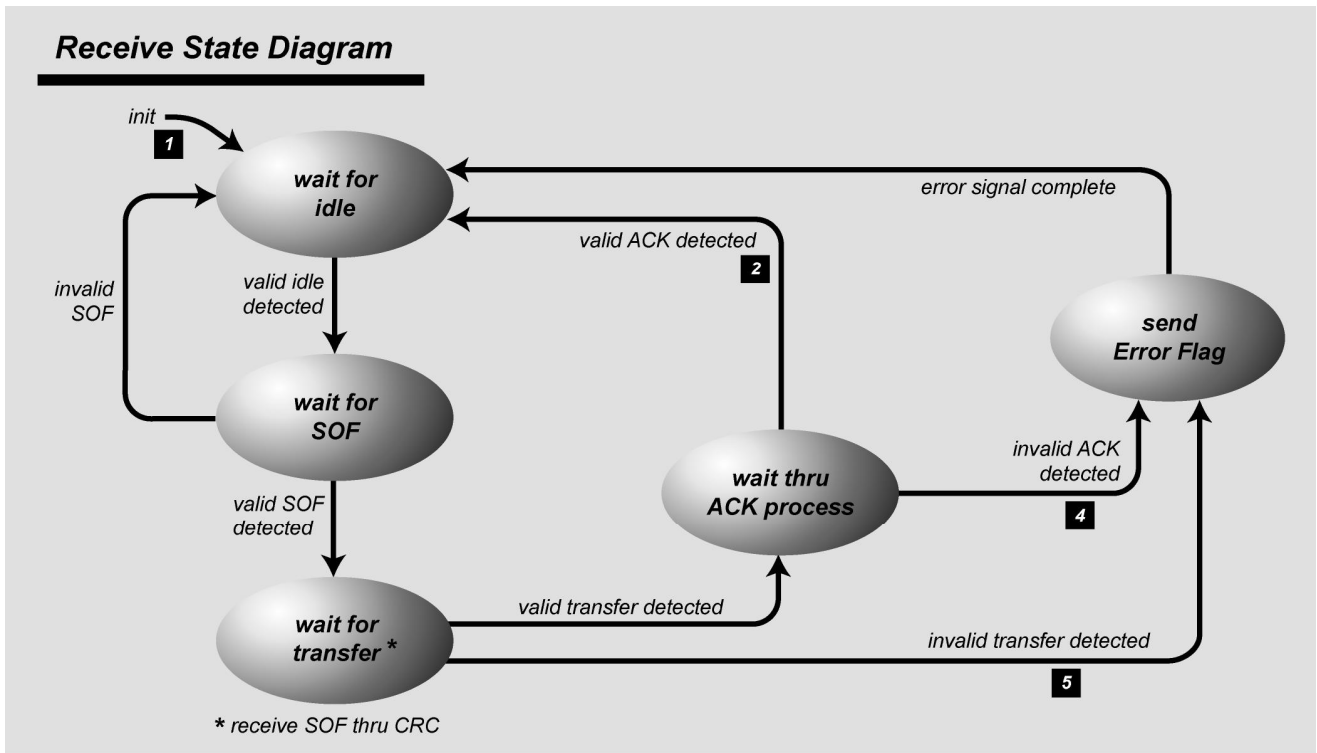 Receive State Diagram
init
1
wait for
idle
error signal complete
valid ACK detected
2
invalid
SOF
valid idle
detected
send
Error Flag
wait for
SOF
invalid ACK
detected
4
wait thru
ACK process
valid SOF
detected
valid transfer detected
wait for
transfer *
invalid transfer detected
5
* receive SOF thru CRC